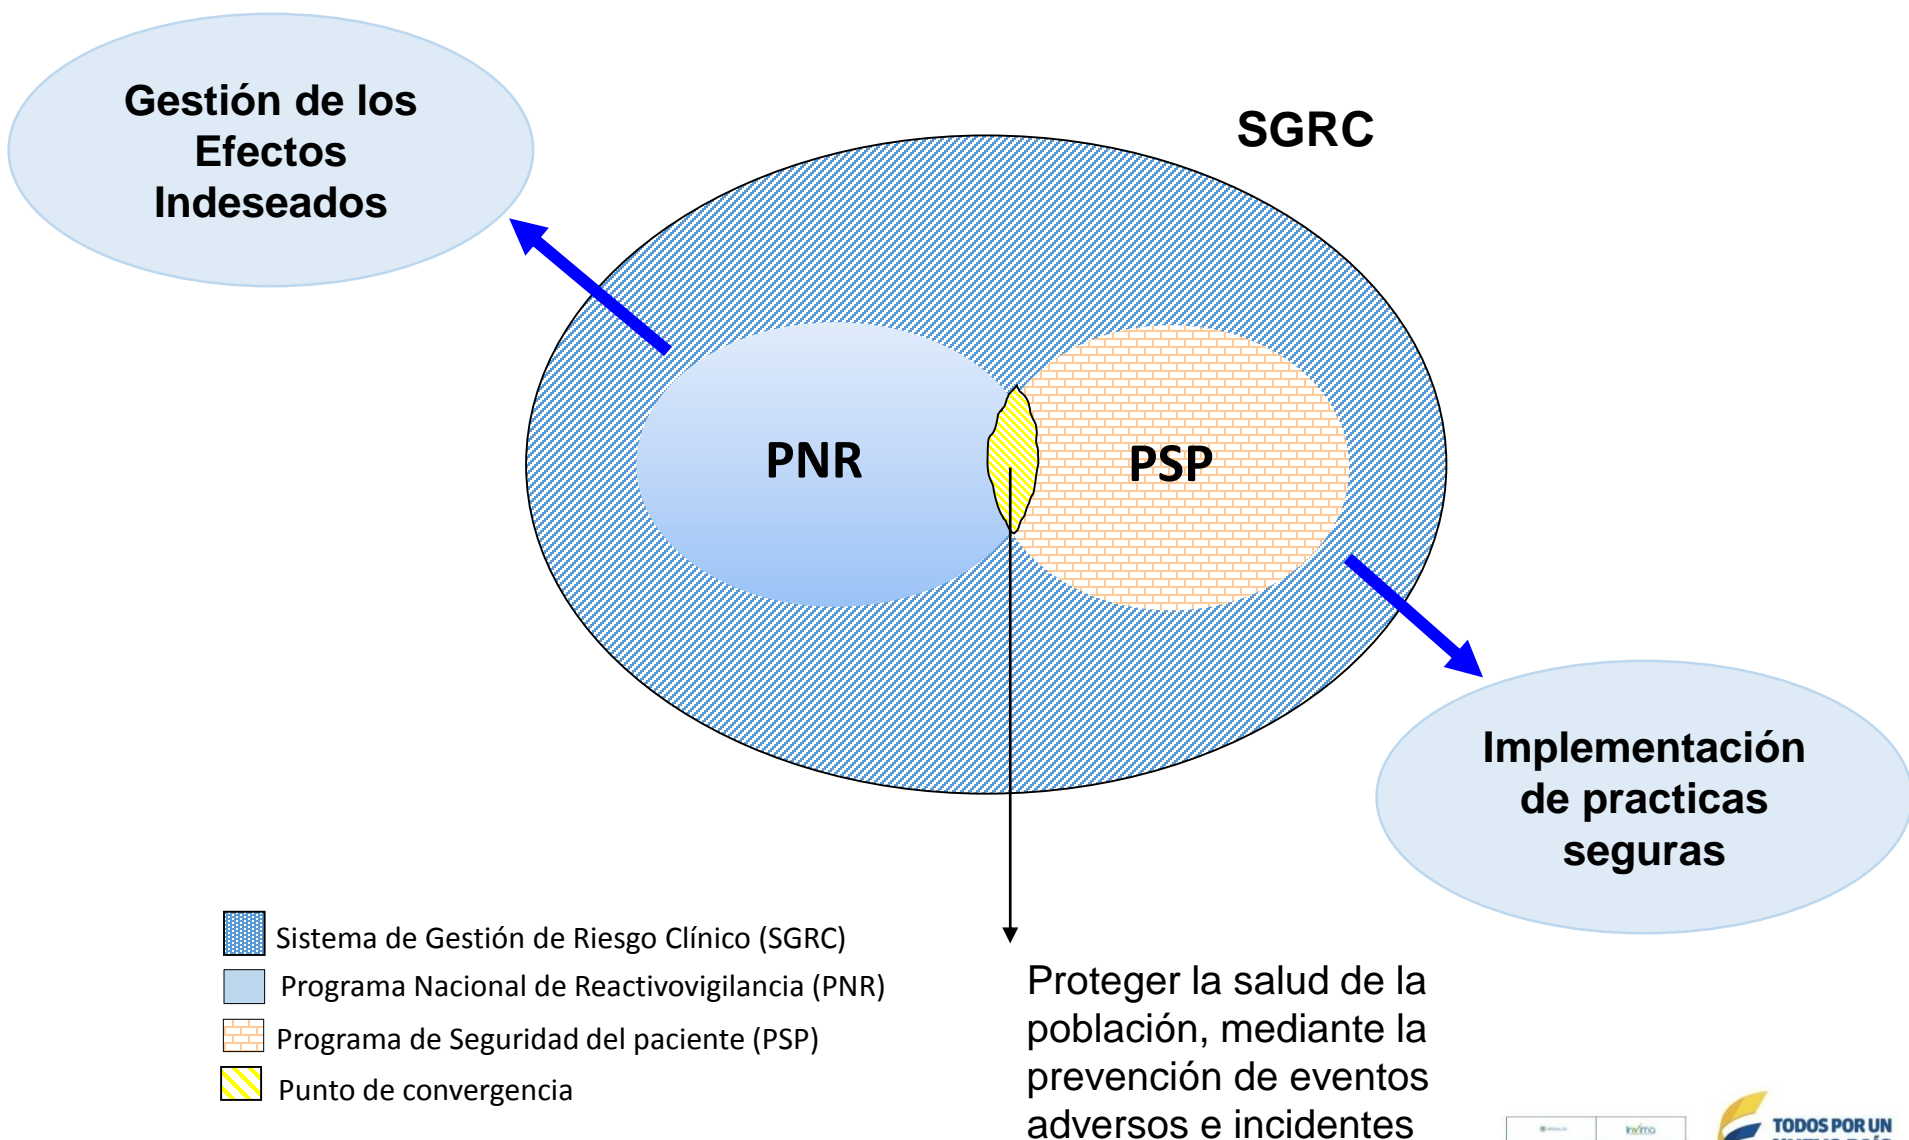 Gestión de los
Efectos
Indeseados
SGRC
PNR
PSP
Implementación
de practicas
seguras
Sistema de Gestión de Riesgo Clínico (SGRC)
Programa Nacional de Reactivovigilancia (PNR)
Programa de Seguridad del paciente (PSP)
Punto de convergencia
Proteger la salud de la
población, mediante la
prevención de eventos
adversos e incidentes
invima
TODOS POR UN
NUEVO PAÍS